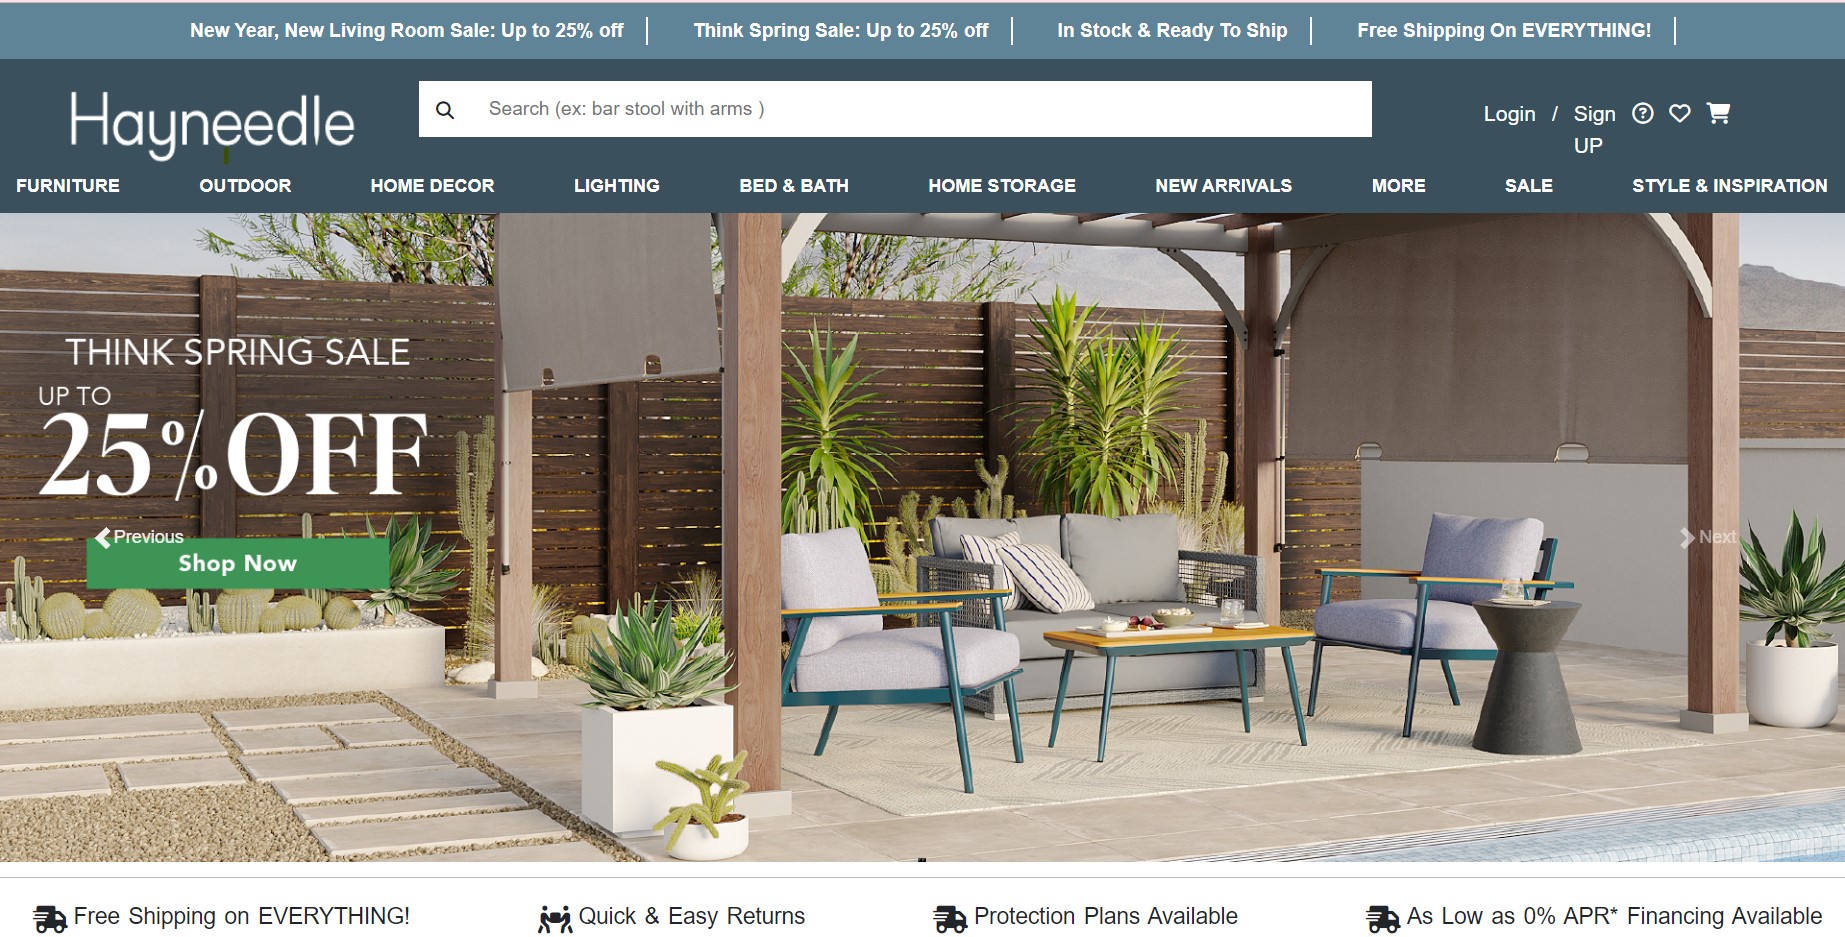 New Year, New Living Room Sale: Up to 25% off
Think Spring Sale: Up to 25% off
In Stock & Ready To Ship
Free Shipping On EVERYTHING!
Hayneedle
Search (ex: bar stool with arms )
Login / Sign
UP
FURNITURE
OUTDOOR
HOME DECOR
LIGHTING
BED & BATH
HOME STORAGE
NEW ARRIVALS
MORE
SALE
STYLE & INSPIRATION
THINK SPRING SALE
UP TO
25%OFF
Previous
Shop Now
Next
Free Shipping on EVERYTHING!
Quick & Easy Returns
Protection Plans Available
As Low as 0% APR* Financing Available